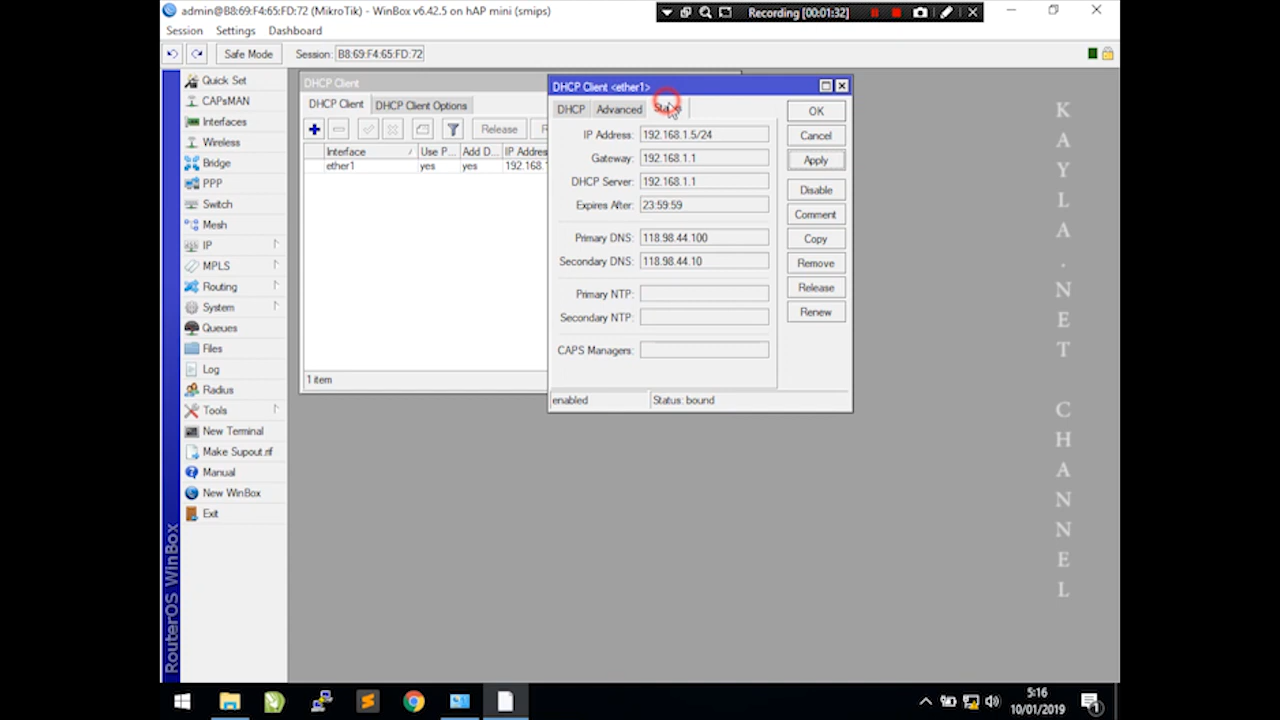 admin@B8:69:F4:65:FD:72 (MikroTik) - WinBox v6.42.5 on hAP mini (smips)
Recording [00:01:32]
Session Settings Dashboard
Safe Mode Session: B8:69:F4:65:FD:72
Quick Set
CAPsMAN
Interfaces
Wireless
Bridge
PPP
Switch
Mesh
IP
MPLS
Routing
System
Queues
Files
Log
Radius
Tools
New Terminal
Make Supout.rif
Manual
New WinBox
Exit
RouterOS WinBox
DHCP Client
DHCP Client DHCP Client Options
Release R
Interface Use P... Add D... IP Addres
ether1 yes yes 192.168.
1 item
DHCP Client <ether1>
DHCP Advanced
IP Address: 192.168.1.5/24
Gateway: 192.168.1.1
DHCP Server: 192.168.1.1
Expires After: 23:59:59
Primary DNS: 118.98.44.100
Secondary DNS: 118.98.44.10
Primary NTP:
Secondary NTP:
CAPS Managers:
enabled Status: bound
OK
Cancel
Apply
Disable
Comment
Copy
Remove
Release
Renew
KAYLA.NET CHANNEL
5:16
10/01/2019
1